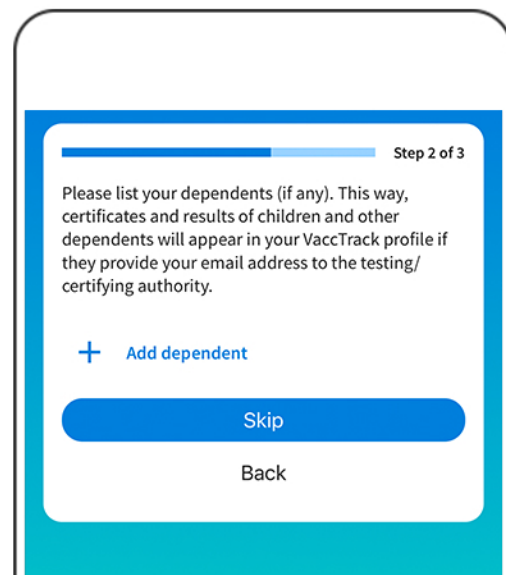 Step 2 of 3
Please list your dependents (if any). This way,
certificates and results of children and other
dependents will appear in your VaccTrack profile if
they provide your email address to the testing/
certifying authority.
+ Add dependent
Skip
Back